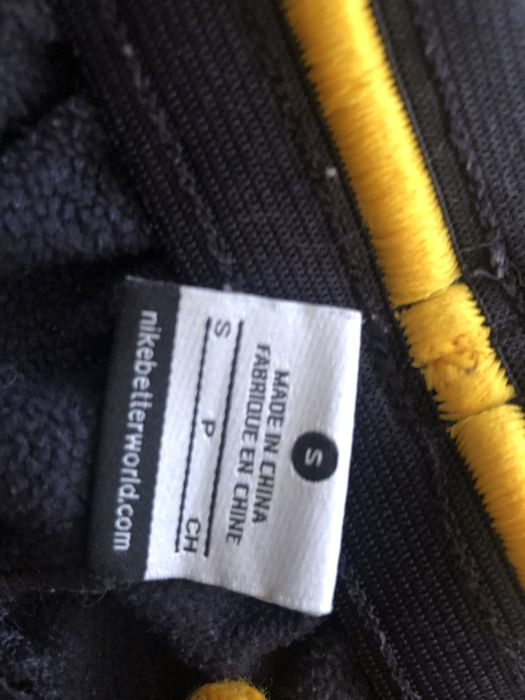 S
MADE IN CHINA
FABRIQUE EN CHINE
S P CH
nikebetterworld.com